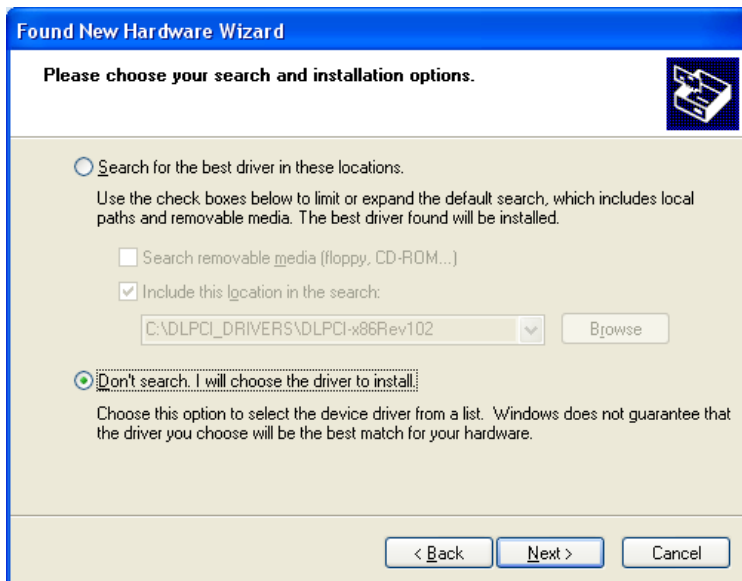 Found New Hardware Wizard
Please choose your search and installation options.
Search for the best driver in these locations.
Use the check boxes below to limit or expand the default search, which includes local
paths and removable media. The best driver found will be installed.
Search removable media (floppy, CD-ROM...)
Include this location in the search:
C:\DLPCI_DRIVERS\DLPCI-x86Rev102
Browse
Don't search. I will choose the driver to install.
Choose this option to select the device driver from a list. Windows does not guarantee that
the driver you choose will be the best match for your hardware.
< Back Next > Cancel